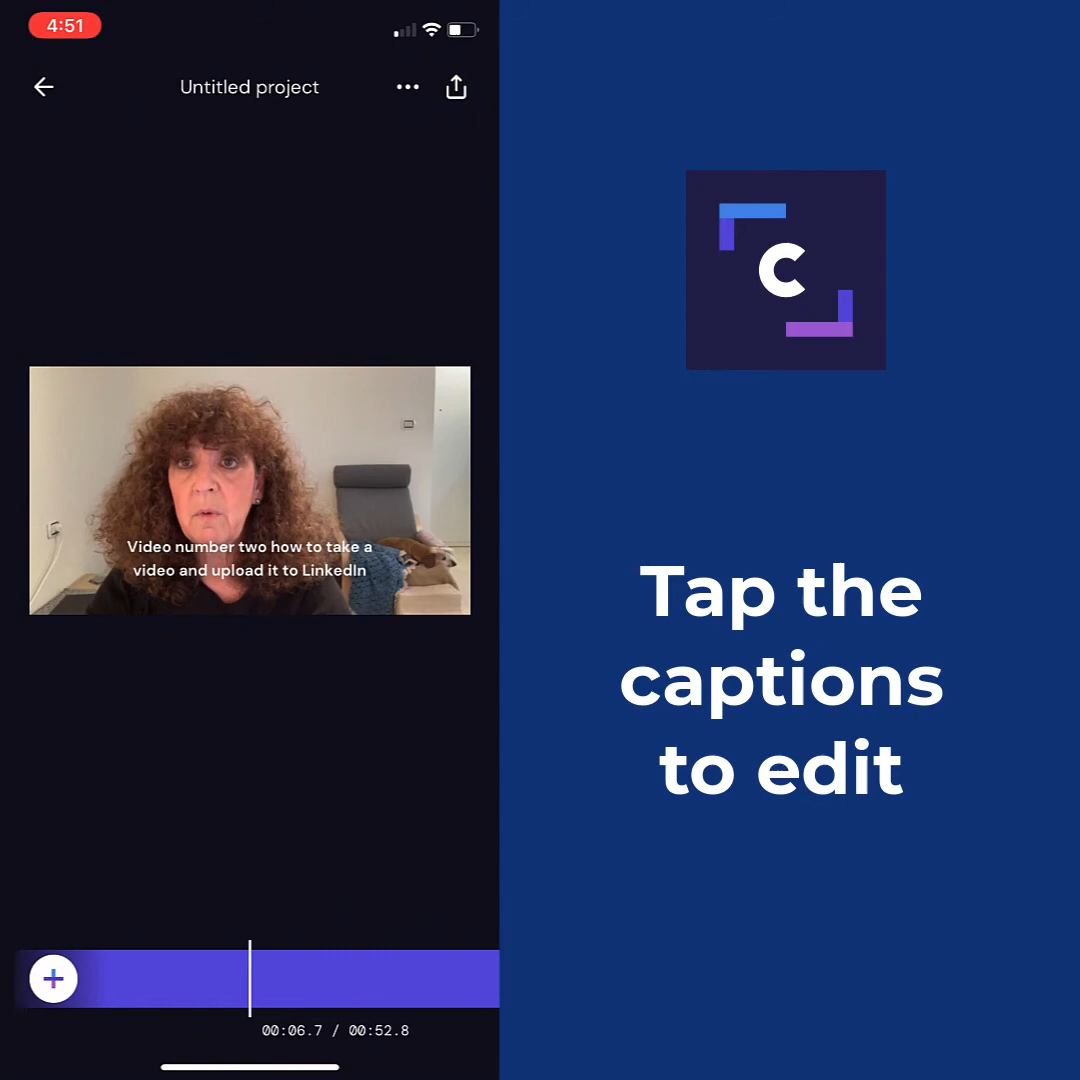 4:51
Untitled project
Video number two how to take a
video and upload it to LinkedIn
00:06.7 / 00:52.8
C
Tap the
captions
to edit